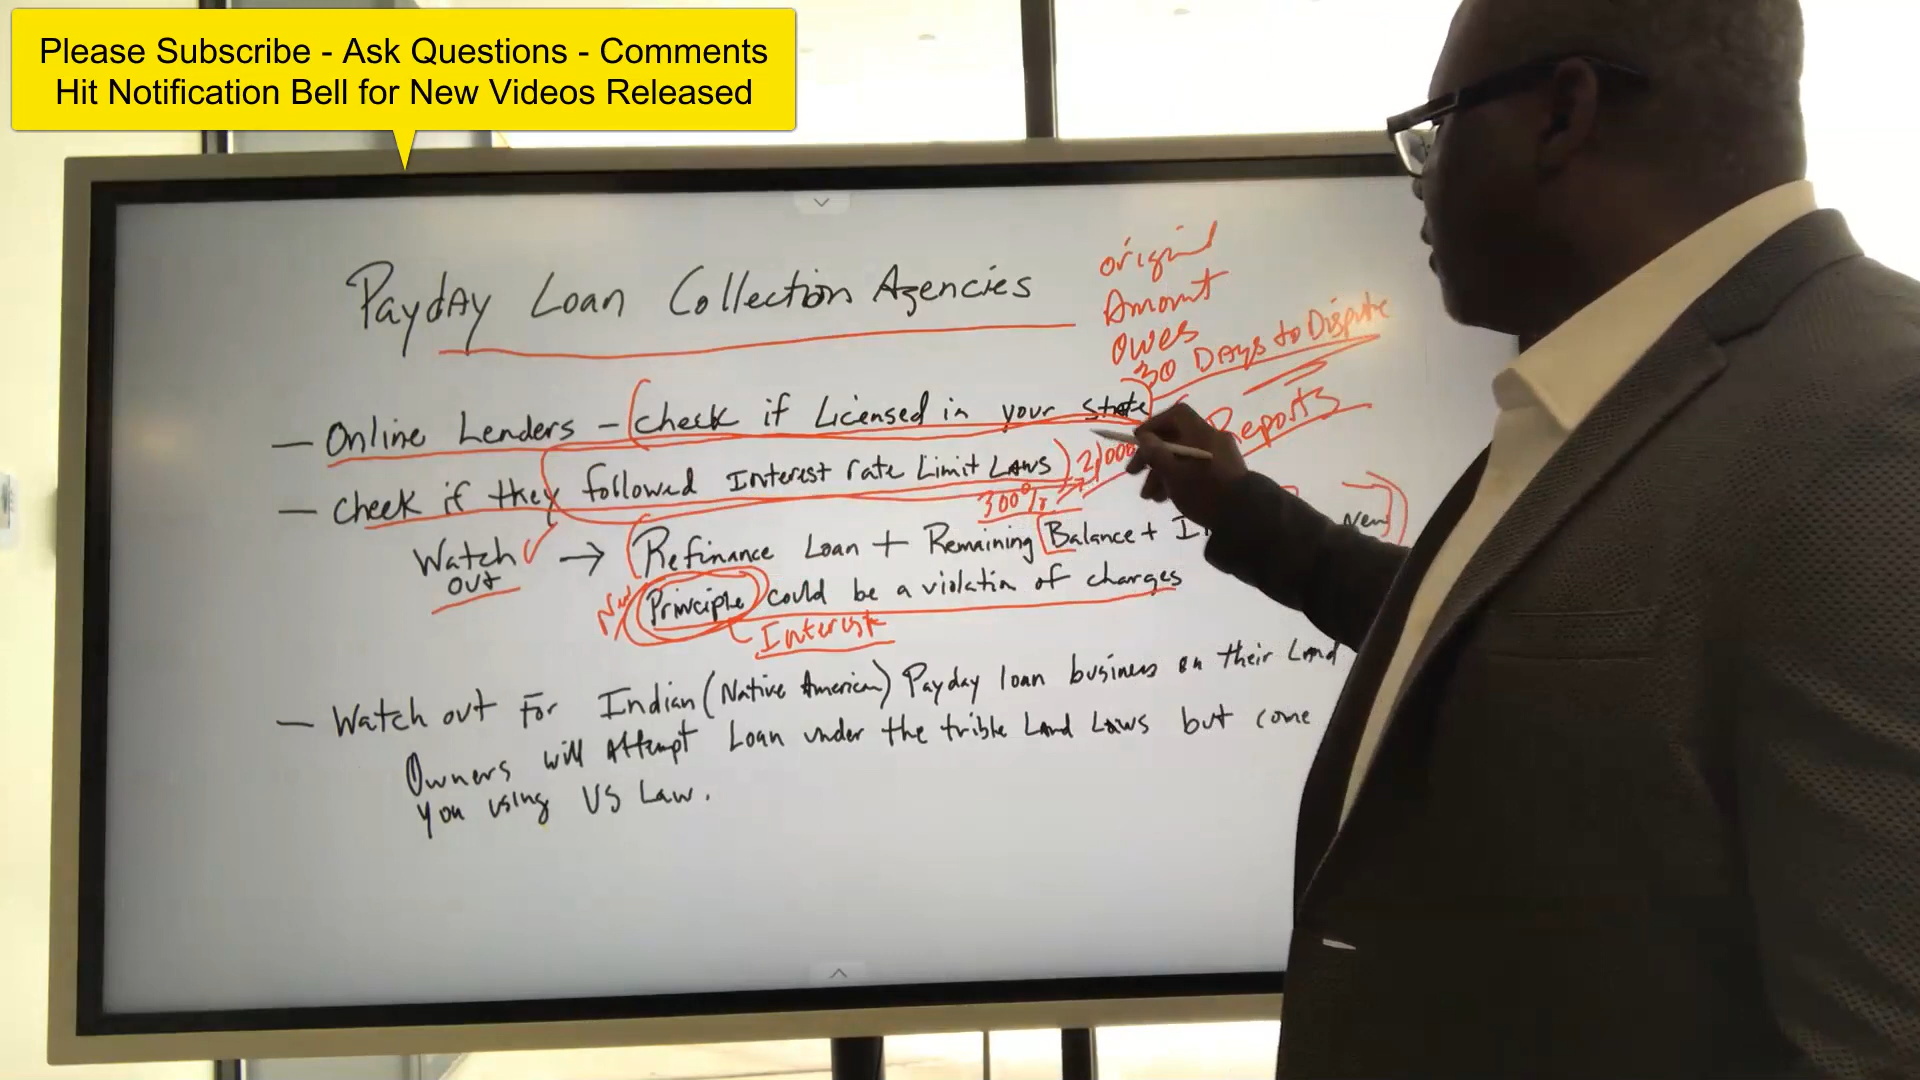 Please Subscribe - Ask Questions - Comments
Hit Notification Bell for New Videos Released
Payday Loan Collection Agencies
original
Amount
owes
30 Days to Dispute
Reports
— Online Lenders – check if Licensed in your state
— check if they followed Interest rate Limit Laws
300%
Watch out → Refinance Loan + Remaining Balance + I
New
Principle could be a violation of charges
Interest
— Watch out For Indian (Native American) Payday loan business on their Land
Owners will Attempt Loan under the trible Land Laws but come
you using US Law.